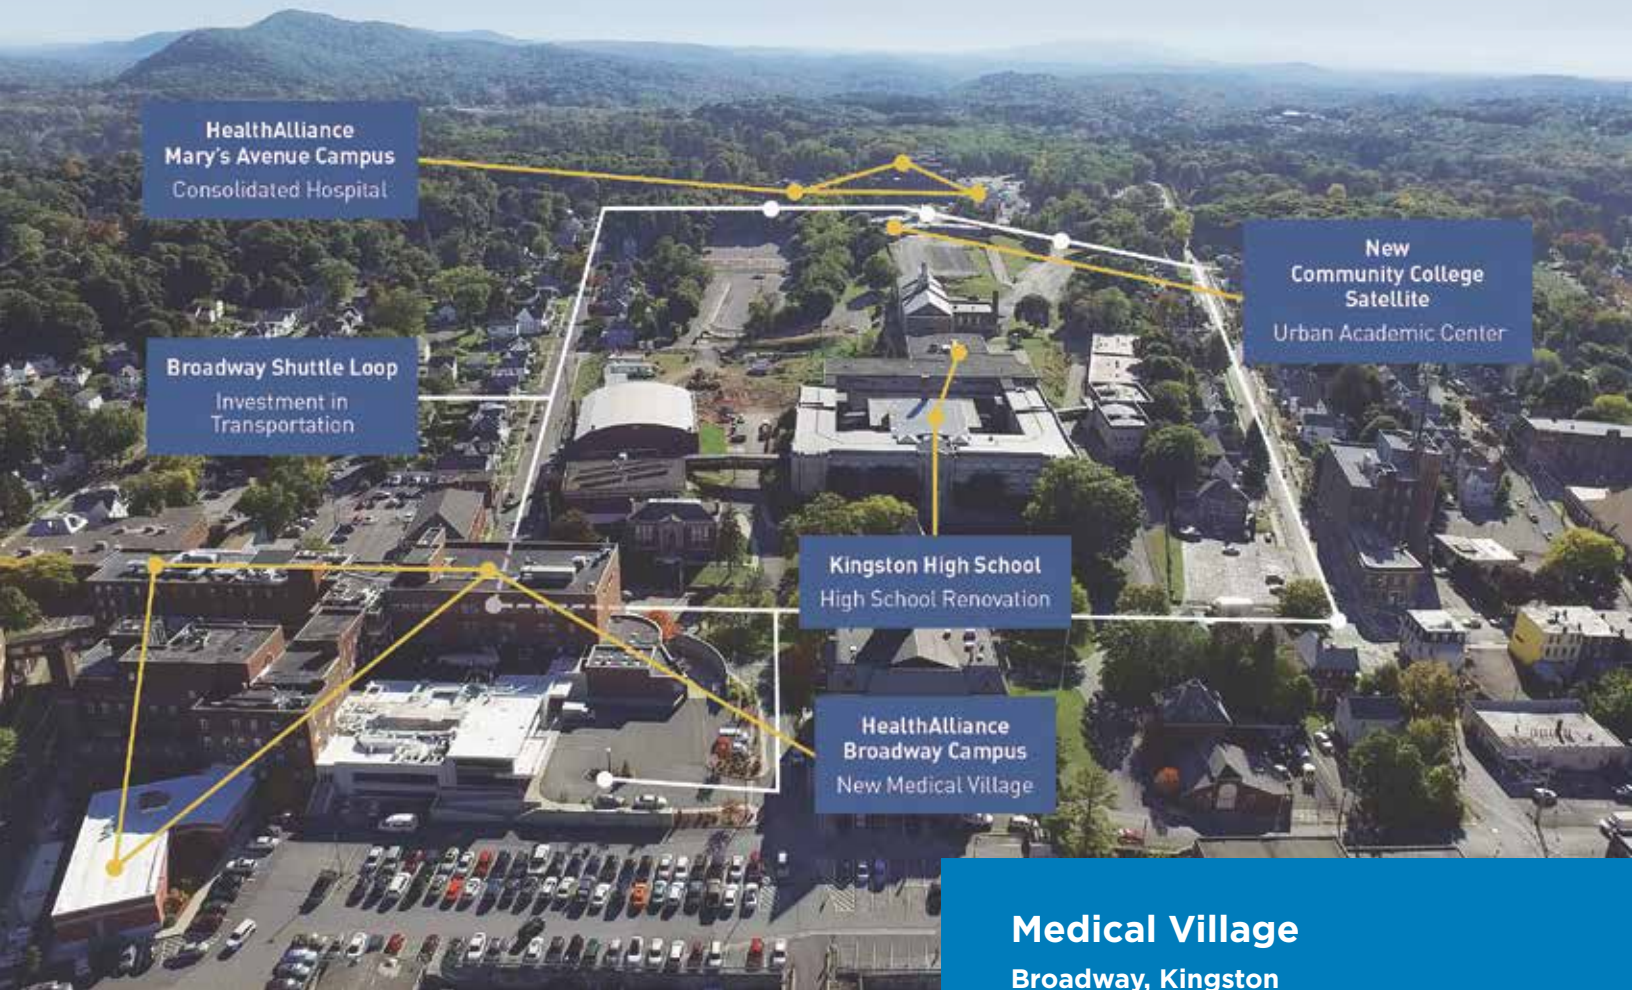 HealthAlliance
Mary's Avenue Campus
Consolidated Hospital
New
Community College
Satellite
Urban Academic Center
Broadway Shuttle Loop
Investment in
Transportation
Kingston High School
High School Renovation
HealthAlliance
Broadway Campus
New Medical Village
Medical Village
Broadway, Kingston